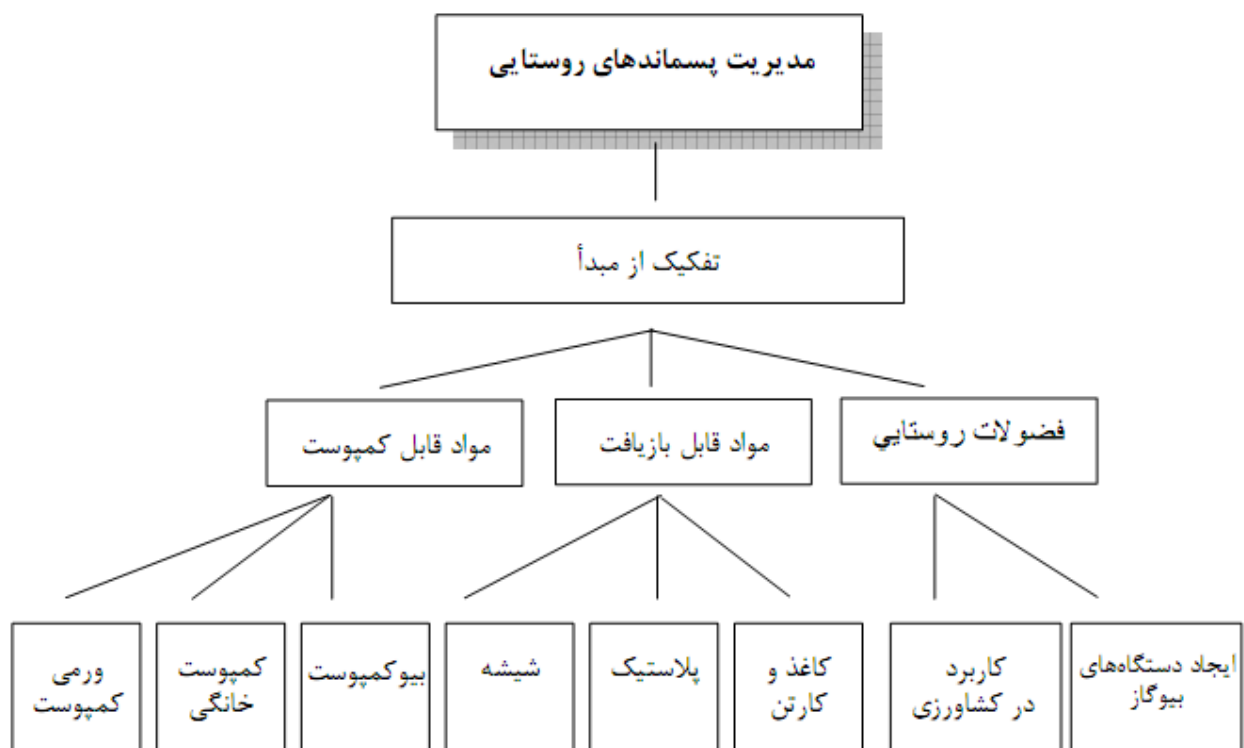 مدیریت پسماندهای روستایی
تفکیک از مبدأ
فضولات روستايي
مواد قابل بازیافت
مواد قابل کمپوست
ایجاد دستگاه‌های
بیوگاز
کاربرد
در کشاورزی
کاغذ و
کارتن
پلاستیک
شیشه
بیوکمپوست
کمپوست
خانگی
ورمی
کمپوست